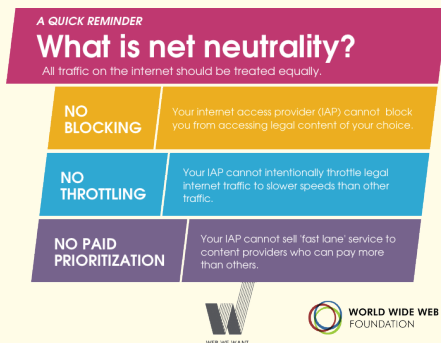 A QUICK REMINDER
What is net neutrality?
All traffic on the internet should be treated equally.
NO
BLOCKING
Your internet access provider (IAP) cannot block
you from accessing legal content of your choice.
NO
THROTTLING
Your IAP cannot intentionally throttle legal
internet traffic to slower speeds than other
traffic.
NO PAID
PRIORITIZATION
Your IAP cannot sell 'fast lane' service to
content providers who can pay more
than others.
WEB WE WANT
WORLD WIDE WEB
FOUNDATION